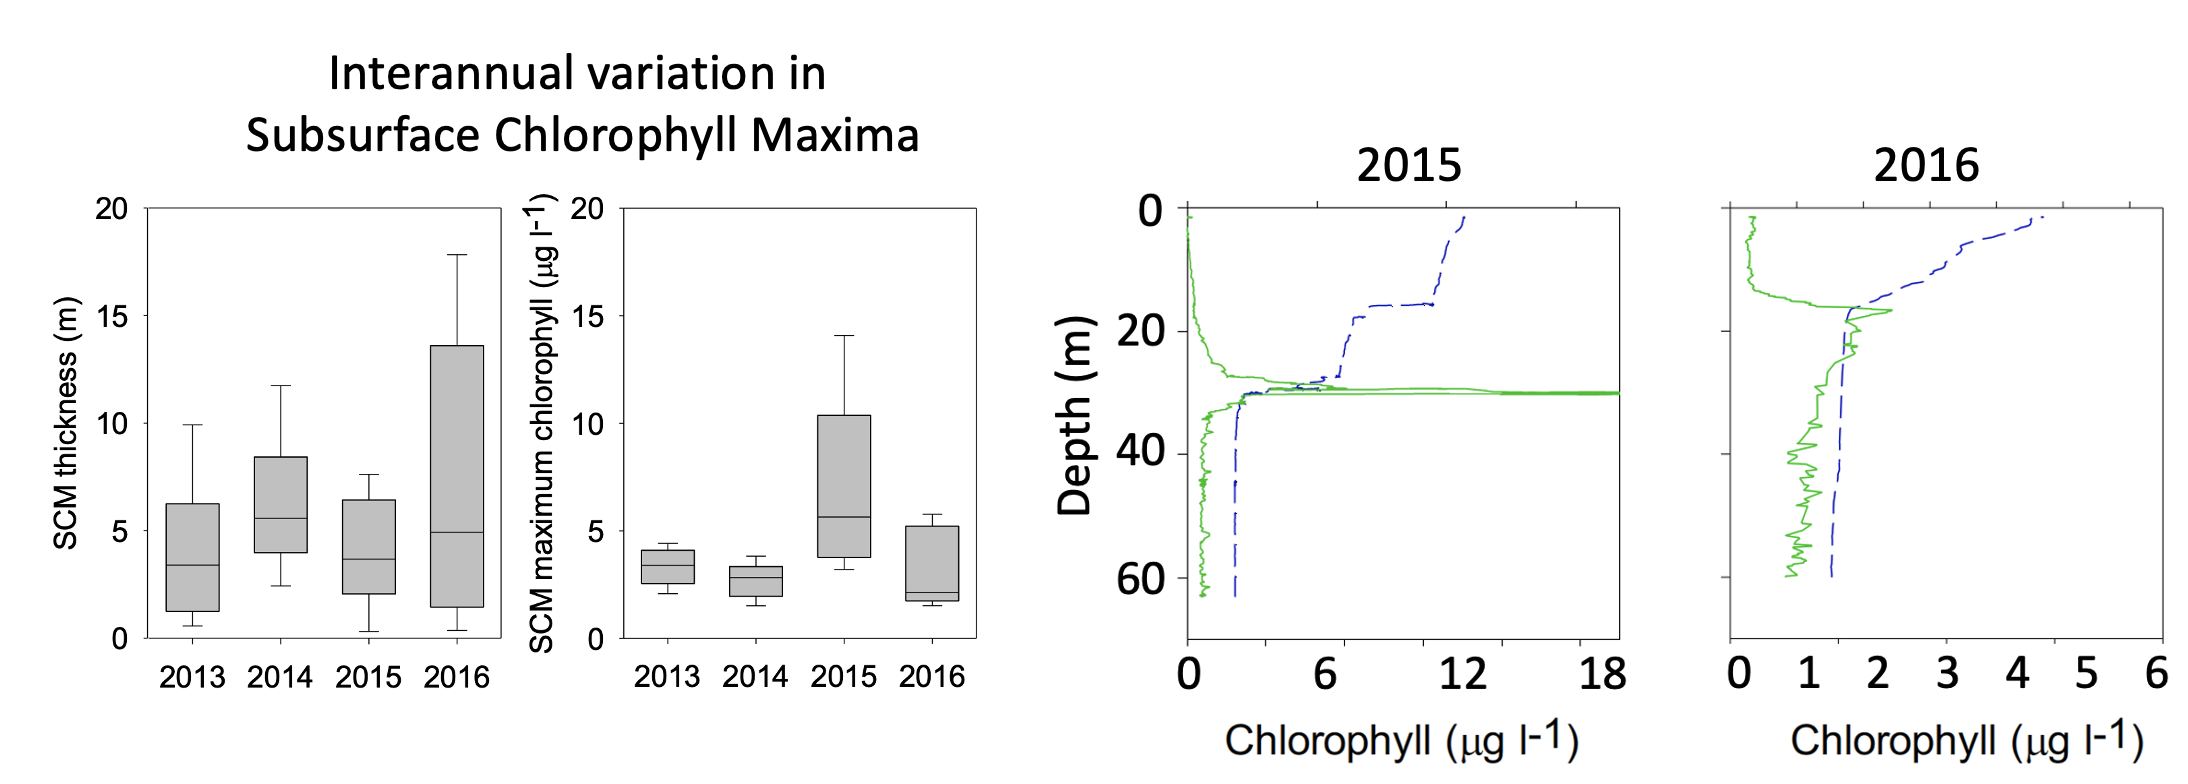 Interannual variation in
Subsurface Chlorophyll Maxima
SCM thickness (m)
20
15
10
5
0
2013 2014 2015 2016
SCM maximum chlorophyll (μg l-1)
20
15
10
5
0
2013 2014 2015 2016
2015
Depth (m)
0
20
40
60
0 6 12 18
Chlorophyll (μg l-1)
2016
0 1 2 3 4 5 6
Chlorophyll (μg l-1)